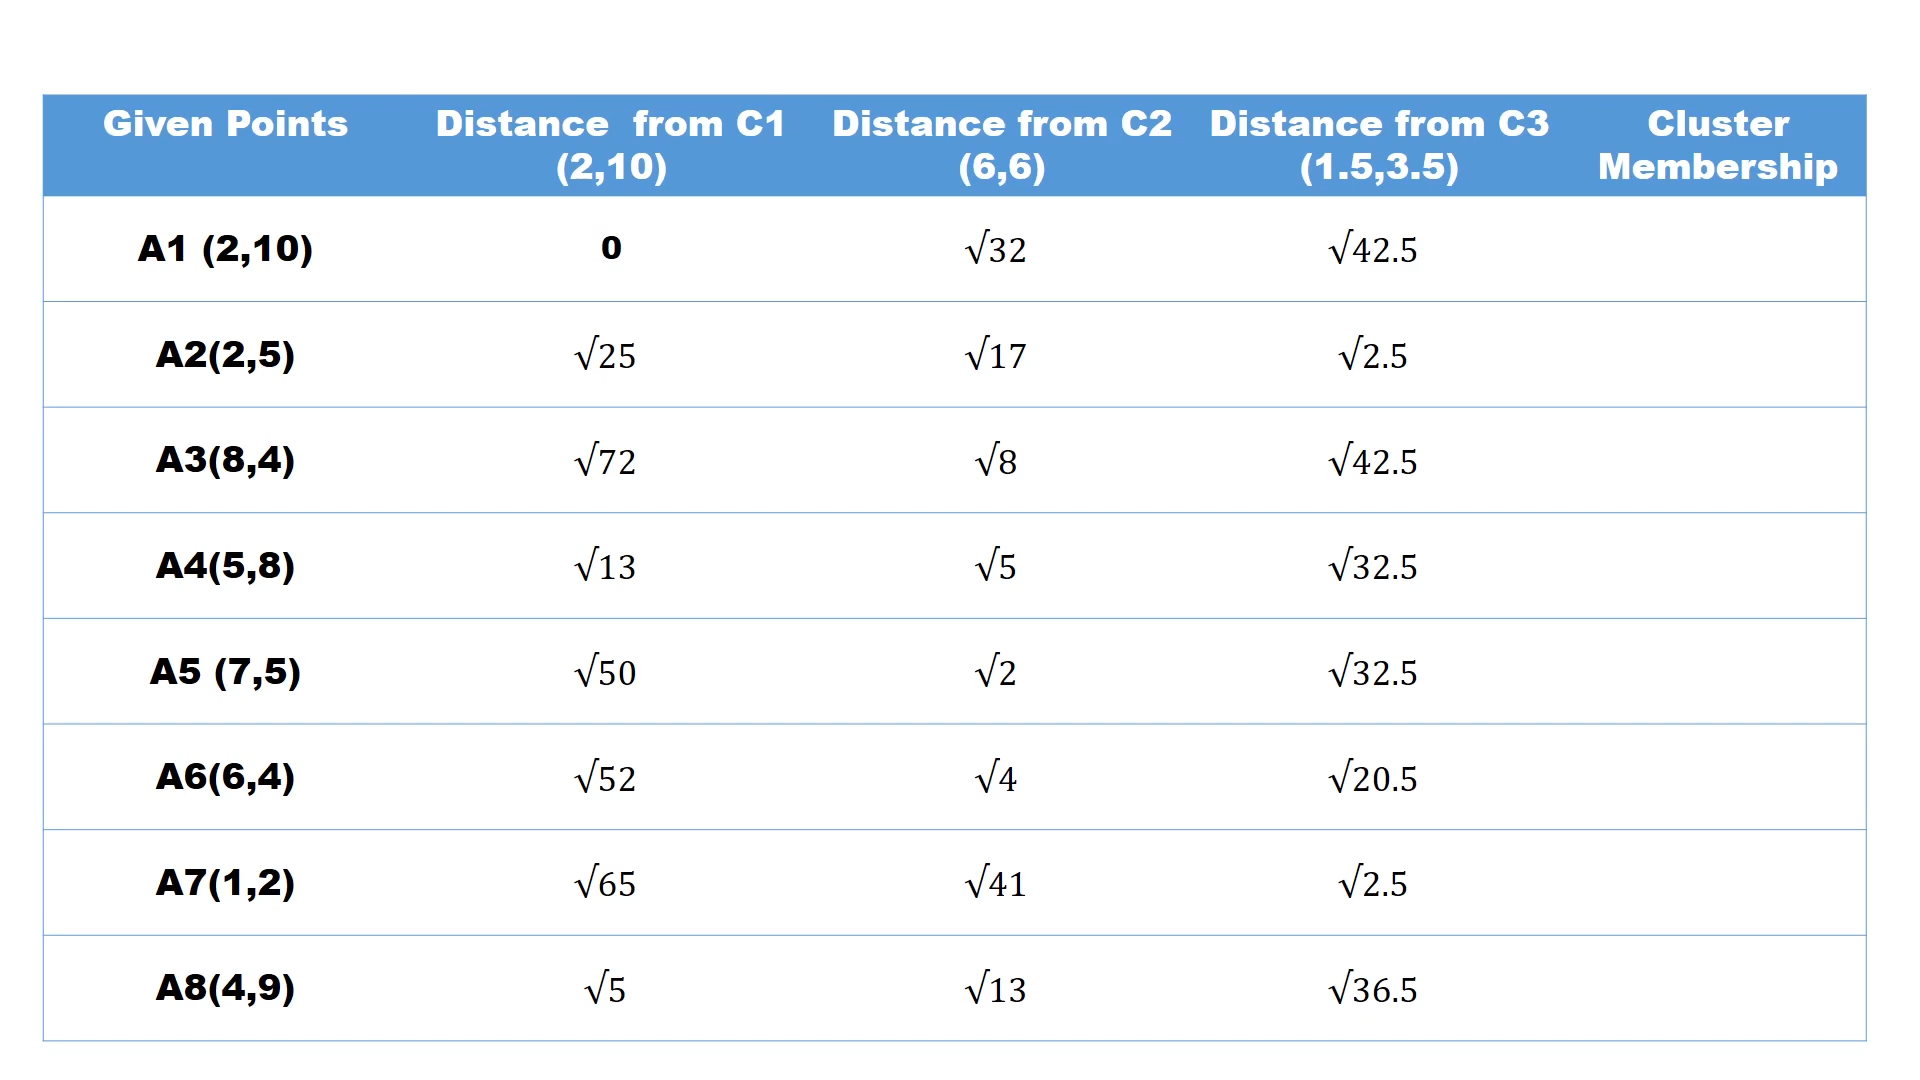 Given Points Distance  from C1 Distance from C2 Distance from C3 Cluster
(2,10) (6,6) (1.5,3.5) Membership
A1 (2,10) 0 √32 √42.5
A2(2,5) √25 √17 √2.5
A3(8,4) √72 √8 √42.5
A4(5,8) √13 √5 √32.5
A5 (7,5) √50 √2 √32.5
A6(6,4) √52 √4 √20.5
A7(1,2) √65 √41 √2.5
A8(4,9) √5 √13 √36.5